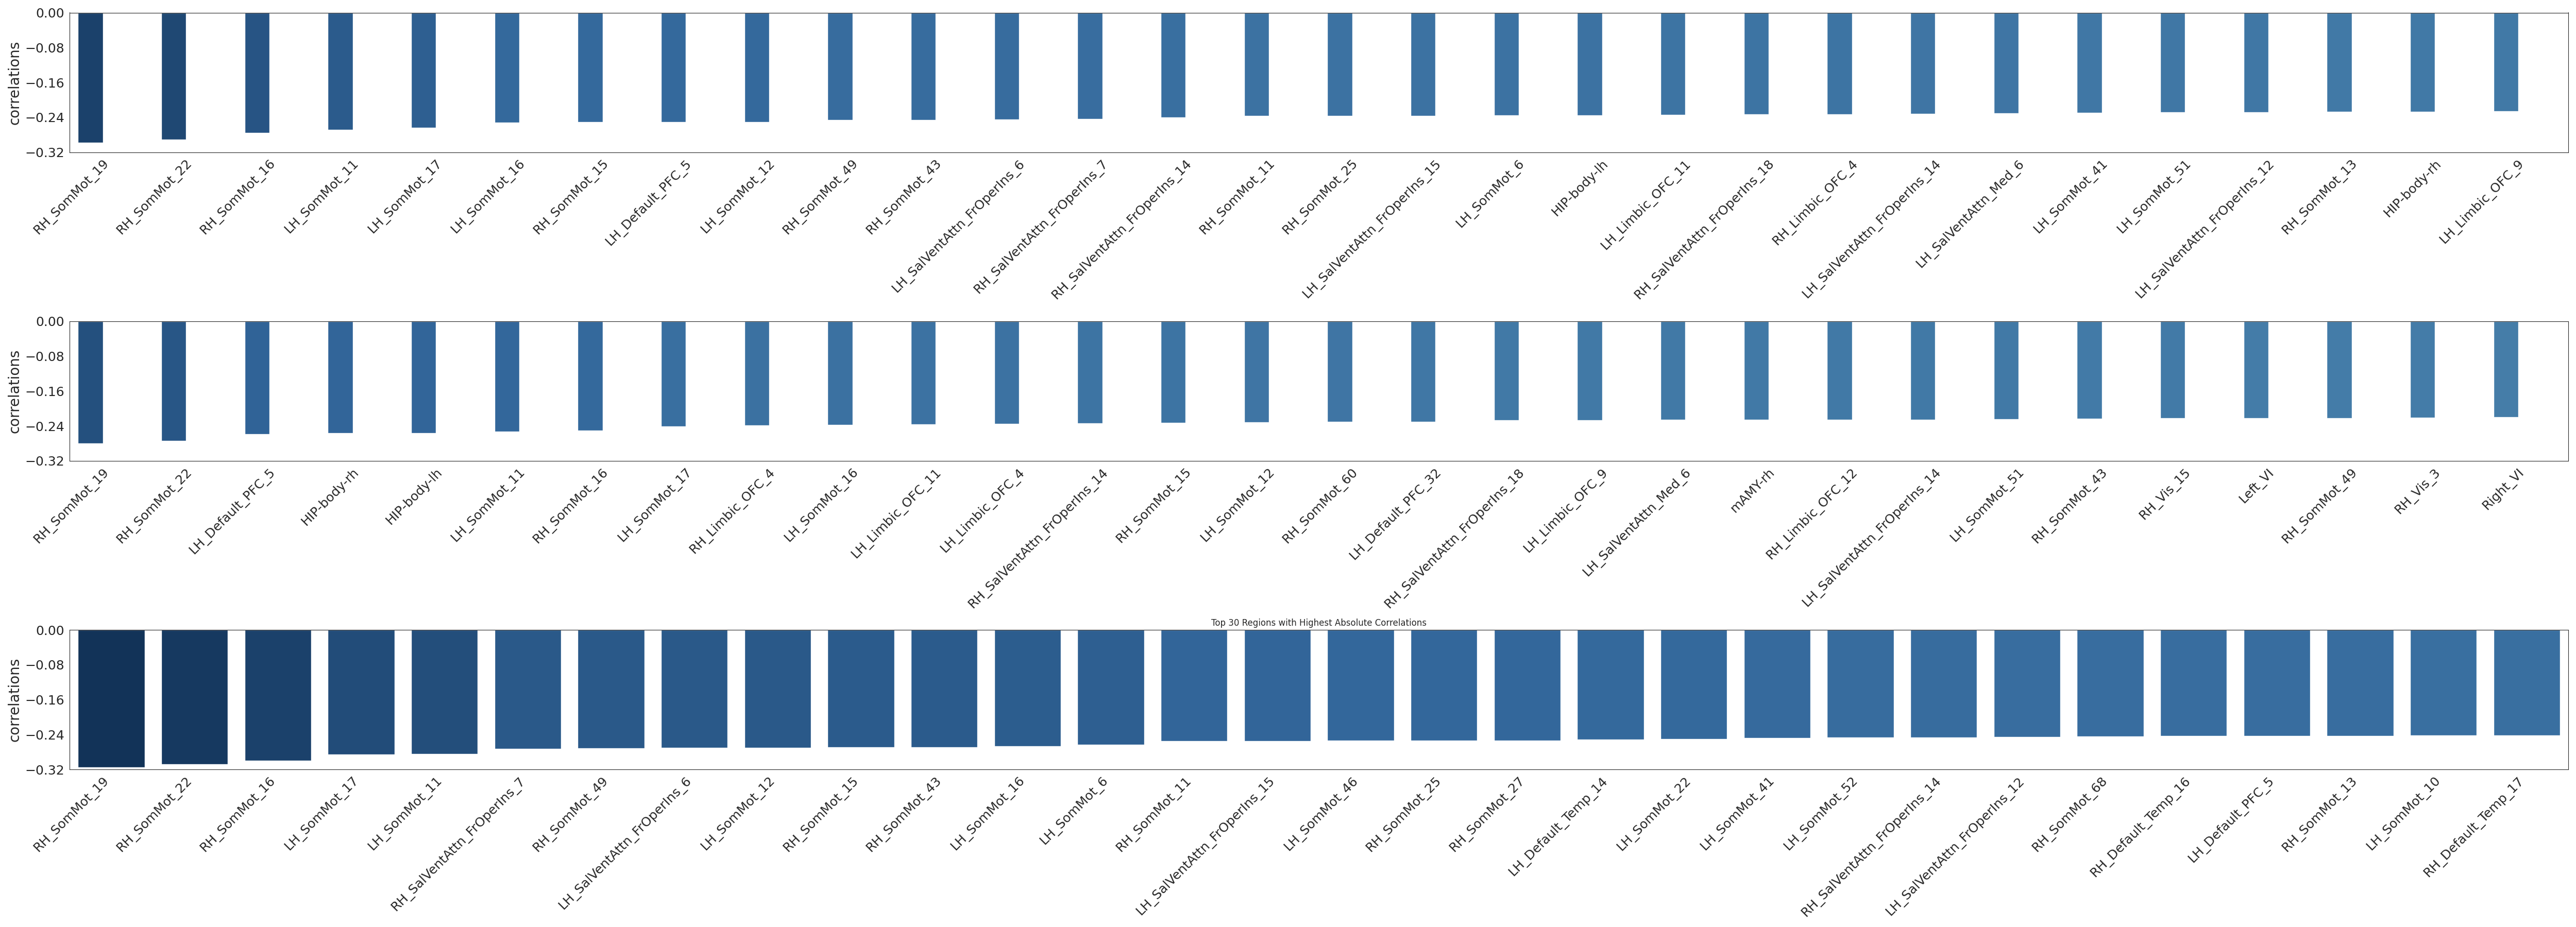 correlations
0.00
−0.08
−0.16
−0.24
−0.32
RH_SomMot_19
RH_SomMot_22
RH_SomMot_16
LH_SomMot_11
LH_SomMot_17
LH_SomMot_16
RH_SomMot_15
LH_Default_PFC_5
LH_SomMot_12
RH_SomMot_49
RH_SomMot_43
LH_SalVentAttn_FrOperIns_6
RH_SalVentAttn_FrOperIns_7
RH_SalVentAttn_FrOperIns_14
RH_SomMot_11
RH_SomMot_25
LH_SalVentAttn_FrOperIns_15
LH_SomMot_6
HIP-body-lh
LH_Limbic_OFC_11
RH_SalVentAttn_FrOperIns_18
RH_Limbic_OFC_4
LH_SalVentAttn_FrOperIns_14
LH_SalVentAttn_Med_6
LH_SomMot_41
LH_SomMot_51
LH_SalVentAttn_FrOperIns_12
RH_SomMot_13
HIP-body-rh
LH_Limbic_OFC_9
correlations
0.00
−0.08
−0.16
−0.24
−0.32
RH_SomMot_19
RH_SomMot_22
LH_Default_PFC_5
HIP-body-rh
HIP-body-lh
LH_SomMot_11
RH_SomMot_16
LH_SomMot_17
RH_Limbic_OFC_4
LH_SomMot_16
LH_Limbic_OFC_11
LH_Limbic_OFC_4
RH_SalVentAttn_FrOperIns_14
RH_SomMot_15
LH_SomMot_12
RH_SomMot_60
LH_Default_PFC_32
RH_SalVentAttn_FrOperIns_18
LH_Limbic_OFC_9
LH_SalVentAttn_Med_6
mAMY-rh
RH_Limbic_OFC_12
LH_SalVentAttn_FrOperIns_14
LH_SomMot_51
RH_SomMot_43
RH_Vis_15
Left_VI
RH_SomMot_49
RH_Vis_3
Right_VI
Top 30 Regions with Highest Absolute Correlations
correlations
0.00
−0.08
−0.16
−0.24
−0.32
RH_SomMot_19
RH_SomMot_22
RH_SomMot_16
LH_SomMot_17
LH_SomMot_11
RH_SalVentAttn_FrOperIns_7
RH_SomMot_49
LH_SalVentAttn_FrOperIns_6
LH_SomMot_12
RH_SomMot_15
RH_SomMot_43
LH_SomMot_16
LH_SomMot_6
RH_SomMot_11
LH_SalVentAttn_FrOperIns_15
LH_SomMot_46
RH_SomMot_25
RH_SomMot_27
LH_Default_Temp_14
LH_SomMot_22
LH_SomMot_41
LH_SomMot_52
RH_SalVentAttn_FrOperIns_14
LH_SalVentAttn_FrOperIns_12
RH_SomMot_68
RH_Default_Temp_16
LH_Default_PFC_5
RH_SomMot_13
LH_SomMot_10
RH_Default_Temp_17